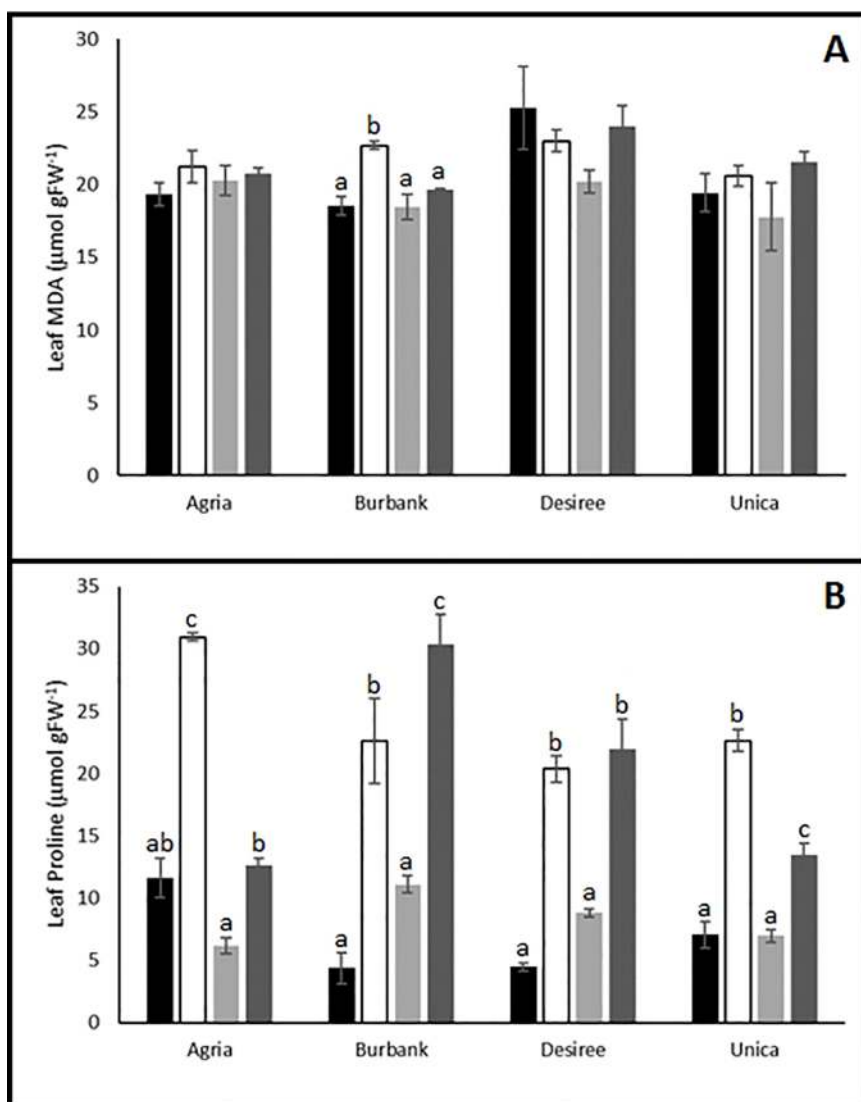 A
30
25
20
15
10
5
0
Leaf MDA (µmol gFW⁻¹)
b
a a a
Agria Burbank Desiree Unica
B
35
30
25
20
15
10
5
0
Leaf Proline (µmol gFW⁻¹)
ab c a b
a b a c
a b a b
a b a c
Agria Burbank Desiree Unica